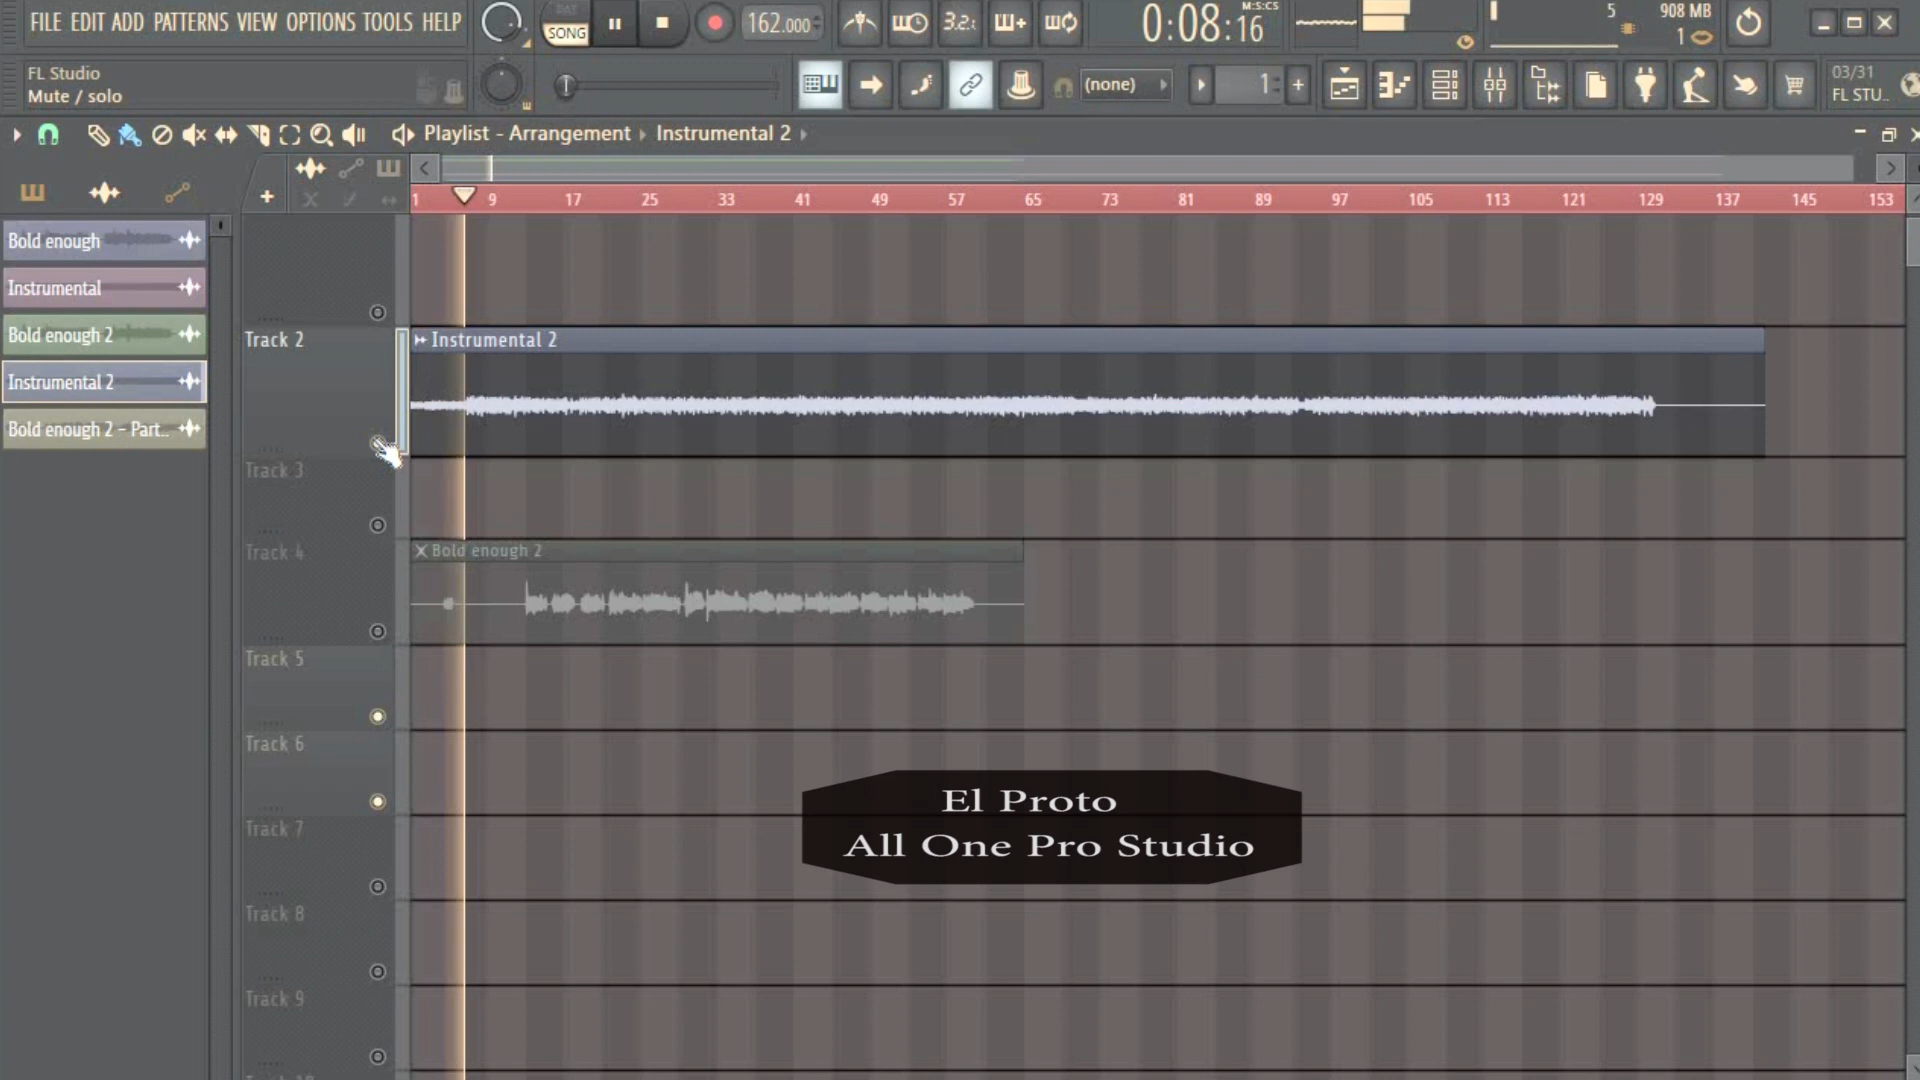 FILE EDIT ADD PATTERNS VIEW OPTIONS TOOLS HELP
PAT
SONG
162.000
3.2.
0:08:16
M:S:CS
5
908 MB
1
FL Studio
Mute / solo
(none)
1
03/31
FL STU..
Playlist - Arrangement
Instrumental 2
1 9 17 25 33 41 49 57 65 73 81 89 97 105 113 121 129 137 145 153
Bold enough
Instrumental
Bold enough 2
Instrumental 2
Bold enough 2 - Part..
Track 2
Instrumental 2
Track 3
Track 4
Bold enough 2
Track 5
Track 6
Track 7
Track 8
Track 9
El Proto
All One Pro Studio